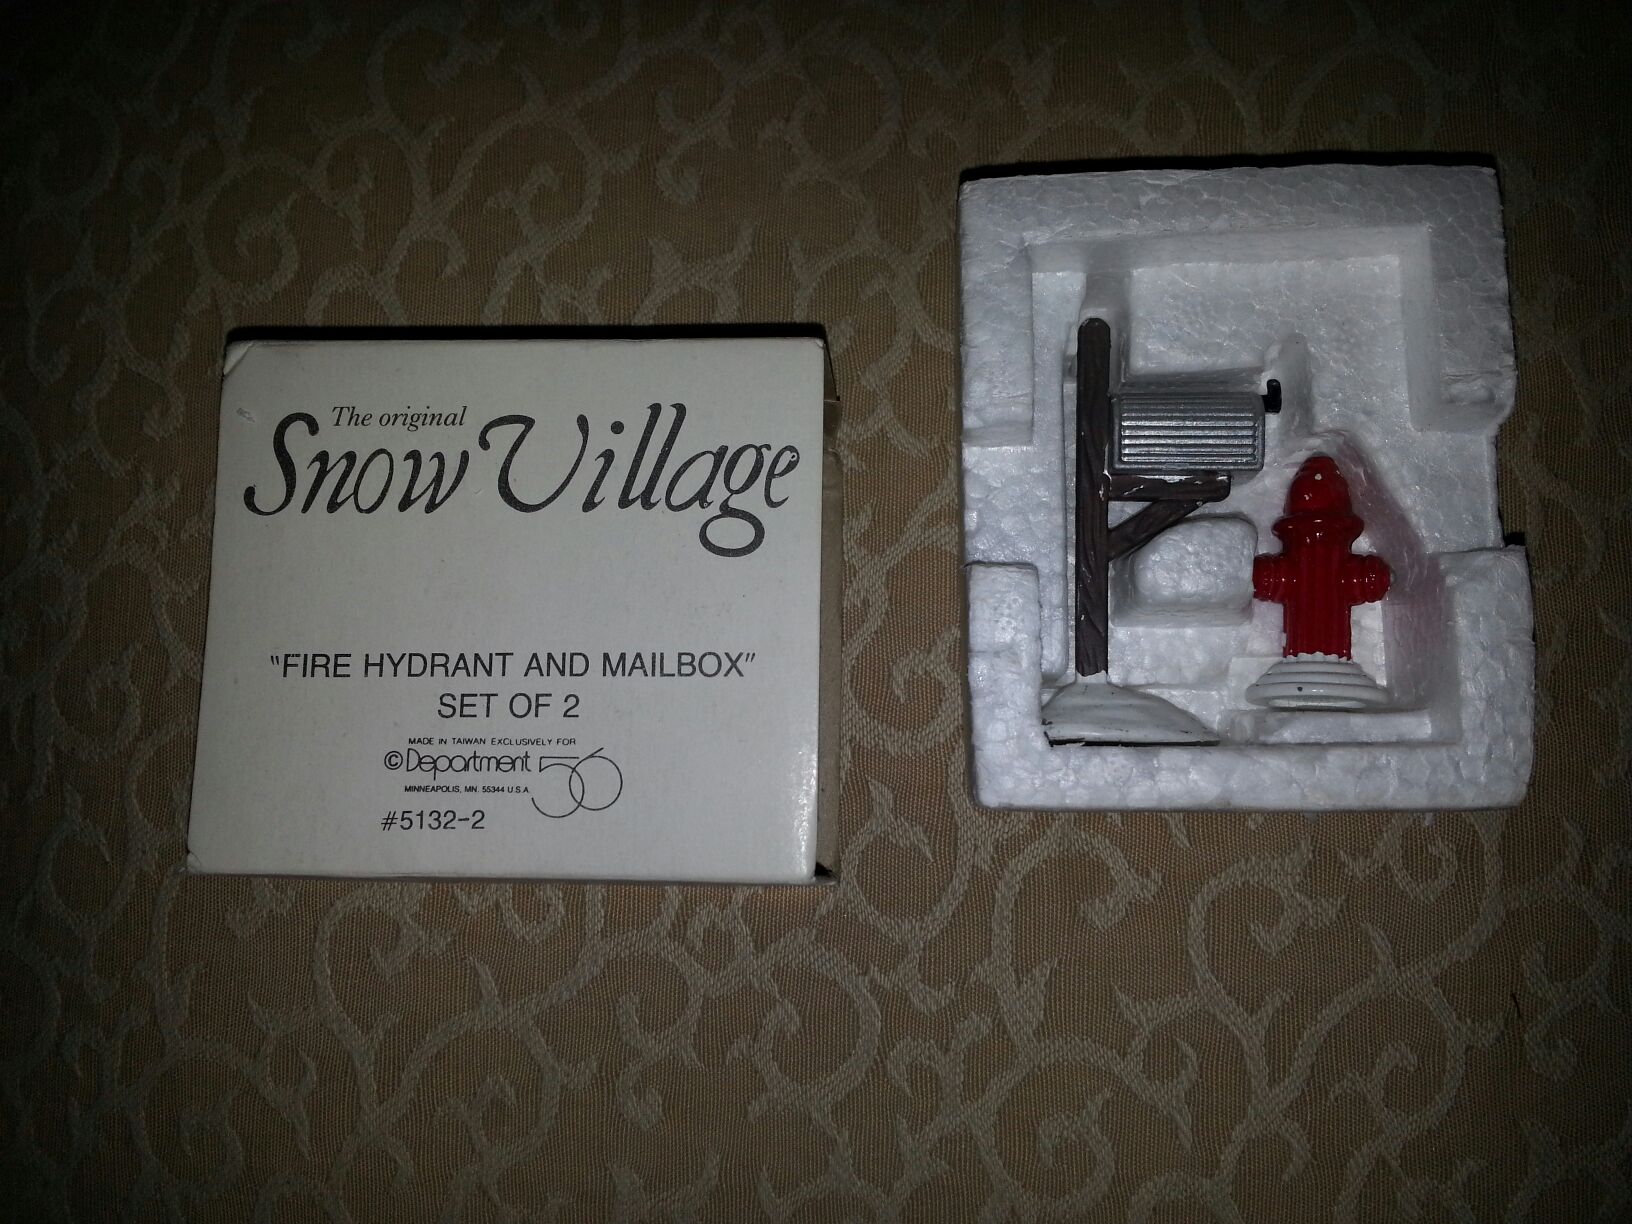 The original
Snow Village
"FIRE HYDRANT AND MAILBOX"
SET OF 2
MADE IN TAIWAN EXCLUSIVELY FOR
©Department 56
MINNEAPOLIS, MN. 55344 U.S.A.
#5132-2